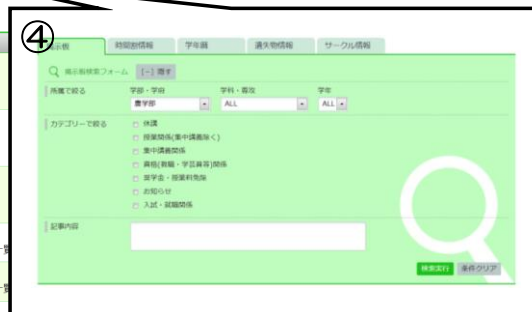 ④
掲示板 時間割情報 学年暦 遺失物情報 サークル情報
掲示板検索フォーム [－] 隠す
所属で絞る 学部・学府 学科・専攻 学年
農学部 ALL ALL
カテゴリーで絞る 休講
授業関係(集中講義除く)
集中講義関係
資格(教職・学芸員等)関係
奨学金・授業料免除
お知らせ
入試・就職関係
記事内容
検索実行 条件クリア